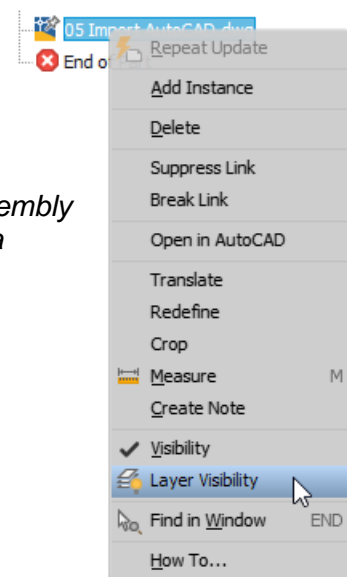 05 Import AutoCAD.dwg
End of Part
Repeat Update
Add Instance
Delete
Suppress Link
embly
Break Link
Open in AutoCAD
Translate
Redefine
Crop
Measure M
Create Note
Visibility
Layer Visibility
Find in Window END
How To...